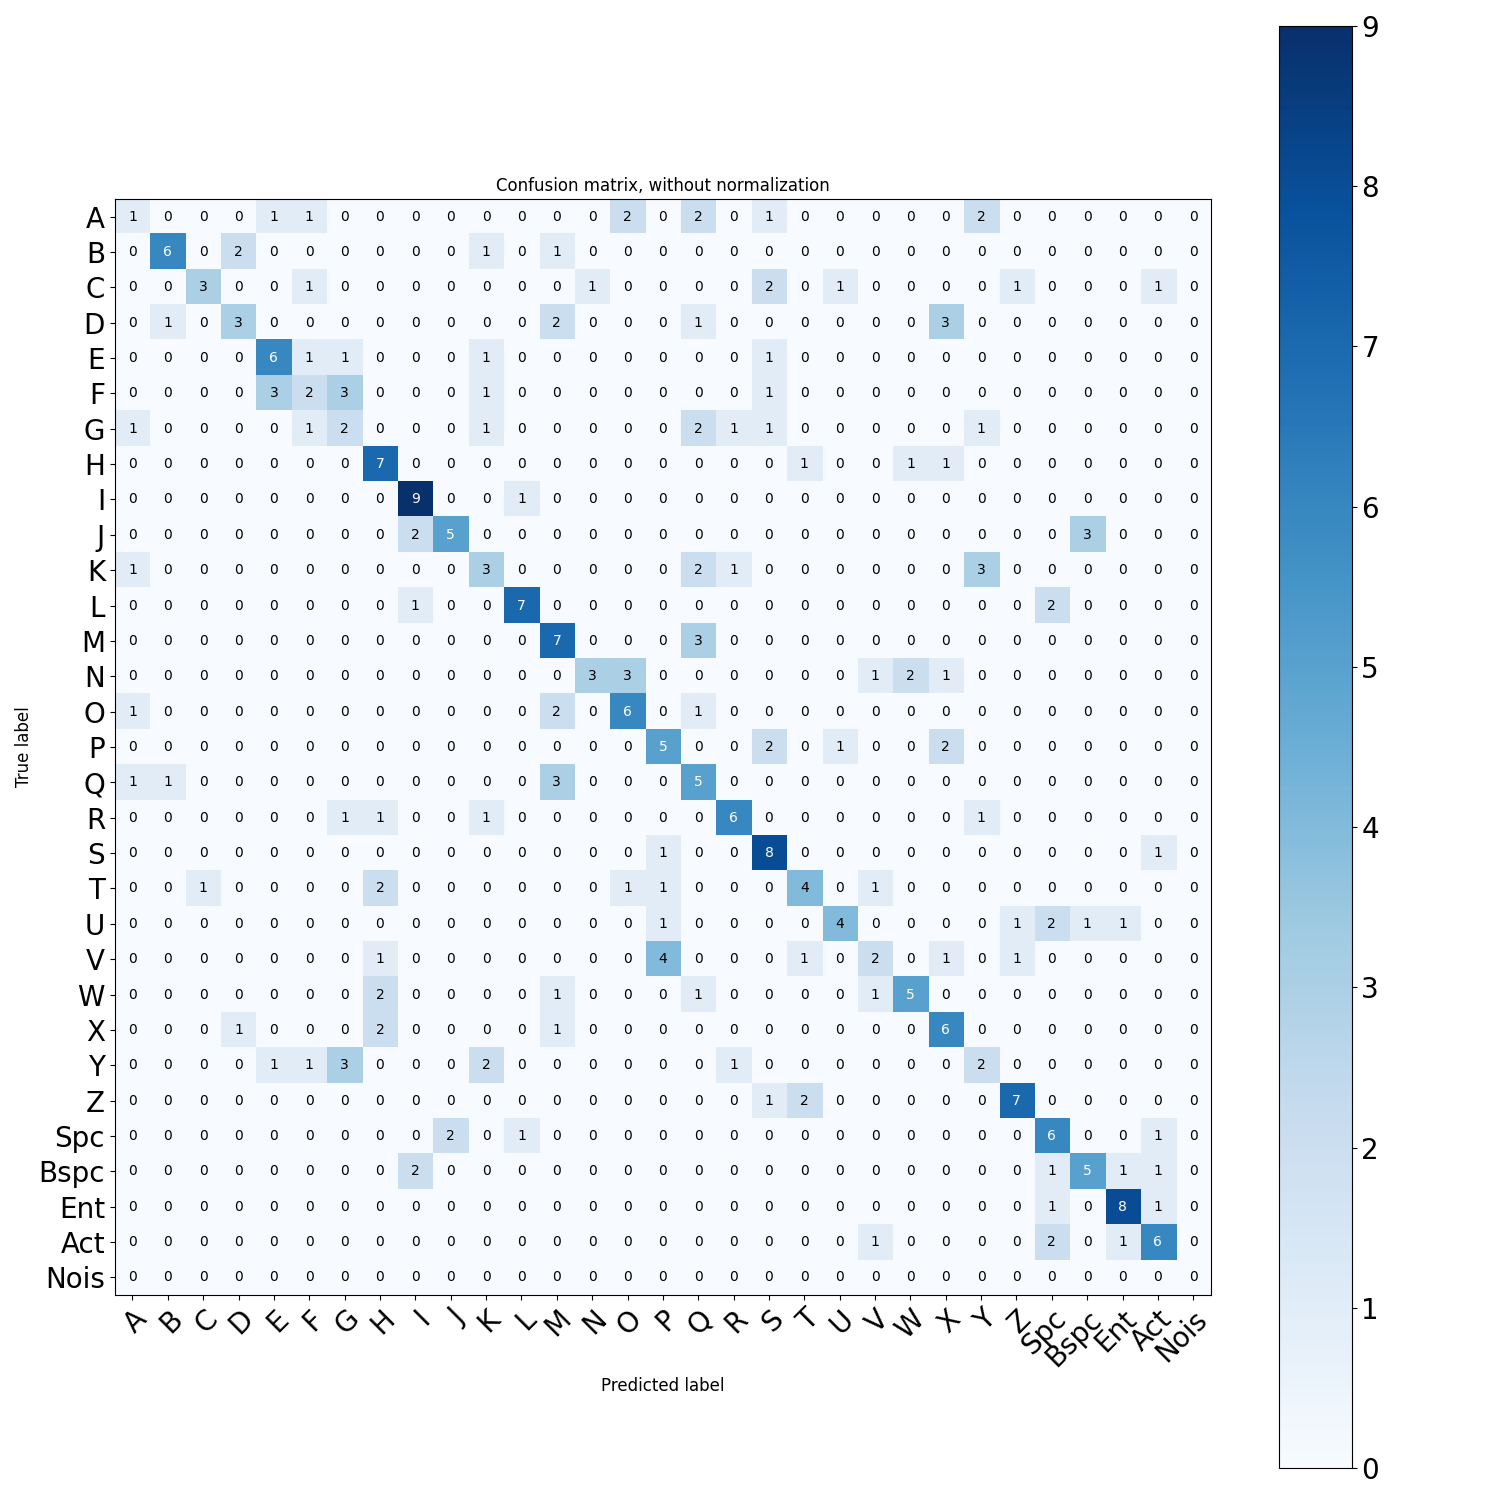 Confusion matrix, without normalization
A 1 0 0 0 1 1 0 0 0 0 0 0 0 0 2 0 2 0 1 0 0 0 0 0 2 0 0 0 0 0 0
B 0 6 0 2 0 0 0 0 0 0 1 0 1 0 0 0 0 0 0 0 0 0 0 0 0 0 0 0 0 0 0
C 0 0 3 0 0 1 0 0 0 0 0 0 0 1 0 0 0 0 2 0 1 0 0 0 0 1 0 0 0 1 0
D 0 1 0 3 0 0 0 0 0 0 0 0 2 0 0 0 1 0 0 0 0 0 0 3 0 0 0 0 0 0 0
E 0 0 0 0 6 1 1 0 0 0 1 0 0 0 0 0 0 0 1 0 0 0 0 0 0 0 0 0 0 0 0
F 0 0 0 0 3 2 3 0 0 0 1 0 0 0 0 0 0 0 1 0 0 0 0 0 0 0 0 0 0 0 0
G 1 0 0 0 0 1 2 0 0 0 1 0 0 0 0 0 2 1 1 0 0 0 0 0 1 0 0 0 0 0 0
H 0 0 0 0 0 0 0 7 0 0 0 0 0 0 0 0 0 0 0 1 0 0 1 1 0 0 0 0 0 0 0
I 0 0 0 0 0 0 0 0 9 0 0 1 0 0 0 0 0 0 0 0 0 0 0 0 0 0 0 0 0 0 0
J 0 0 0 0 0 0 0 0 2 5 0 0 0 0 0 0 0 0 0 0 0 0 0 0 0 0 0 3 0 0 0
K 1 0 0 0 0 0 0 0 0 0 3 0 0 0 0 0 2 1 0 0 0 0 0 0 3 0 0 0 0 0 0
L 0 0 0 0 0 0 0 0 1 0 0 7 0 0 0 0 0 0 0 0 0 0 0 0 0 0 2 0 0 0 0
M 0 0 0 0 0 0 0 0 0 0 0 0 7 0 0 0 3 0 0 0 0 0 0 0 0 0 0 0 0 0 0
N 0 0 0 0 0 0 0 0 0 0 0 0 0 3 3 0 0 0 0 0 0 1 2 1 0 0 0 0 0 0 0
O 1 0 0 0 0 0 0 0 0 0 0 0 2 0 6 0 1 0 0 0 0 0 0 0 0 0 0 0 0 0 0
P 0 0 0 0 0 0 0 0 0 0 0 0 0 0 0 5 0 0 2 0 1 0 0 2 0 0 0 0 0 0 0
Q 1 1 0 0 0 0 0 0 0 0 0 0 3 0 0 0 5 0 0 0 0 0 0 0 0 0 0 0 0 0 0
R 0 0 0 0 0 0 1 1 0 0 1 0 0 0 0 0 0 6 0 0 0 0 0 0 1 0 0 0 0 0 0
S 0 0 0 0 0 0 0 0 0 0 0 0 0 0 0 1 0 0 8 0 0 0 0 0 0 0 0 0 0 1 0
T 0 0 1 0 0 0 0 2 0 0 0 0 0 0 1 1 0 0 0 4 0 1 0 0 0 0 0 0 0 0 0
U 0 0 0 0 0 0 0 0 0 0 0 0 0 0 0 1 0 0 0 0 4 0 0 0 0 1 2 1 1 0 0
V 0 0 0 0 0 0 0 1 0 0 0 0 0 0 0 4 0 0 0 1 0 2 0 1 0 1 0 0 0 0 0
W 0 0 0 0 0 0 0 2 0 0 0 0 1 0 0 0 1 0 0 0 0 1 5 0 0 0 0 0 0 0 0
X 0 0 0 1 0 0 0 2 0 0 0 0 1 0 0 0 0 0 0 0 0 0 0 6 0 0 0 0 0 0 0
Y 0 0 0 0 1 1 3 0 0 0 2 0 0 0 0 0 0 1 0 0 0 0 0 0 2 0 0 0 0 0 0
Z 0 0 0 0 0 0 0 0 0 0 0 0 0 0 0 0 0 0 1 2 0 0 0 0 0 7 0 0 0 0 0
Spc 0 0 0 0 0 0 0 0 0 2 0 1 0 0 0 0 0 0 0 0 0 0 0 0 0 0 6 0 0 1 0
Bspc 0 0 0 0 0 0 0 0 2 0 0 0 0 0 0 0 0 0 0 0 0 0 0 0 0 0 1 5 1 1 0
Ent 0 0 0 0 0 0 0 0 0 0 0 0 0 0 0 0 0 0 0 0 0 0 0 0 0 0 1 0 8 1 0
Act 0 0 0 0 0 0 0 0 0 0 0 0 0 0 0 0 0 0 0 0 0 1 0 0 0 0 2 0 1 6 0
Nois 0 0 0 0 0 0 0 0 0 0 0 0 0 0 0 0 0 0 0 0 0 0 0 0 0 0 0 0 0 0 0
A B C D E F G H I J K L M N O P Q R S T U V W X Y Z Spc Bspc Ent Act Nois
Predicted label
True label
9
8
7
6
5
4
3
2
1
0